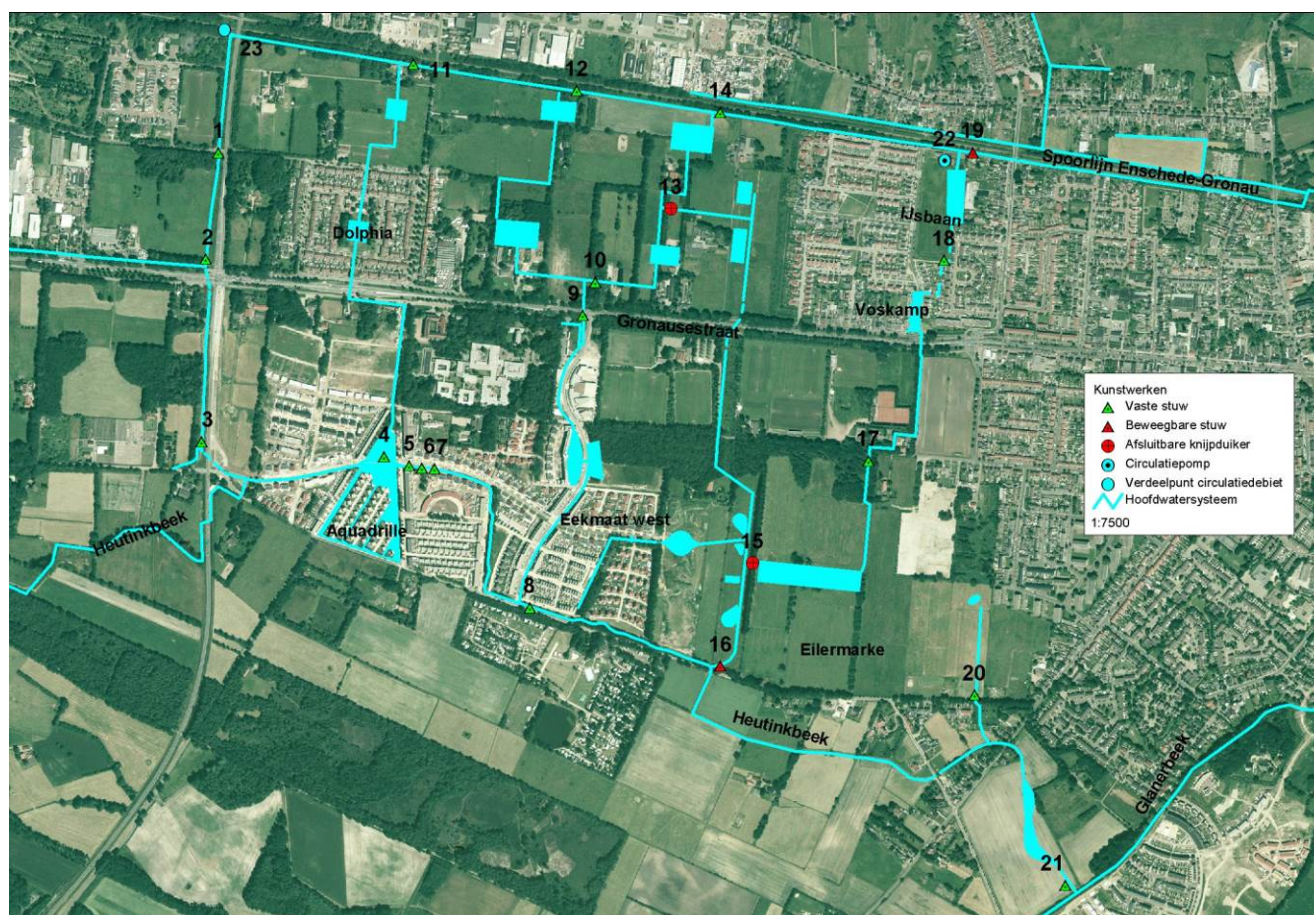 23
11
12
14
1
22
19
Spoorlijn Enschede-Gronau
13
Dolphia
IJsbaan
2
18
10
9
Gronausestraat
Voskamp
Kunstwerken
Vaste stuw
Beweegbare stuw
Afsluitbare knijpduiker
Circulatiepomp
Verdeelpunt circulatiedebiet
Hoofdwatersysteem
1:7500
3
4
5
6
7
17
Heutinkbeek
Aquadrille
Eekmaat west
15
8
16
Eilermarke
20
Heutinkbeek
Glanerbeek
21